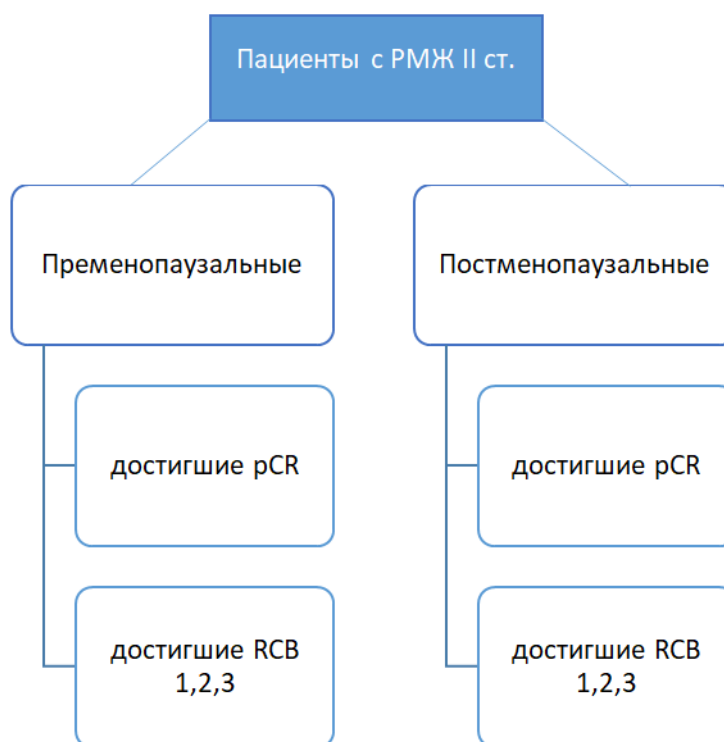 Пациенты с РМЖ II ст.
Пременопаузальные
достигшие pCR
достигшие RCB
1,2,3
Постменопаузальные
достигшие pCR
достигшие RCB
1,2,3